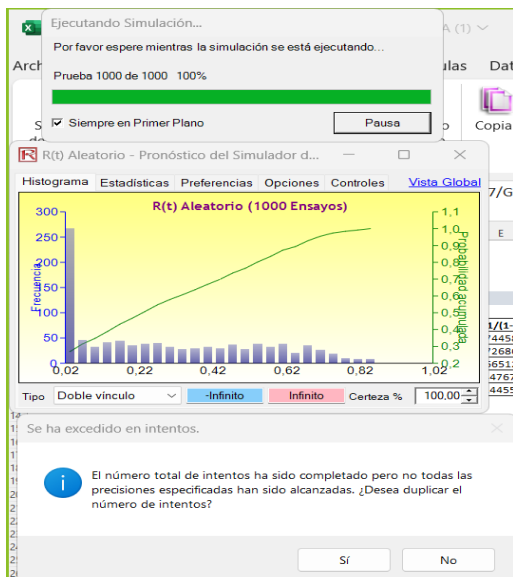 Ejecutando Simulación...
A (1)
Por favor espere mientras la simulación se está ejecutando...
Arch
ulas
Dat
Prueba 1000 de 1000 100%
Siempre en Primer Plano
Pausa
Copia
R(t) Aleatorio - Pronóstico del Simulador d...
Histograma Estadísticas Preferencias Opciones Controles Vista Global
7/G
R(t) Aleatorio (1000 Ensayos)
E
Frecuencia
300
250
200
150
100
50
0
0,02 0,22 0,42 0,62 0,82 1,02
1,1
1,0
0,9
0,8
0,7
0,6
0,5
0,4
0,3
0,2
Probabilidad acumulada
1/(1-
Tipo Doble vínculo -Infinito Infinito Certeza % 100,00
Se ha excedido en intentos.
El número total de intentos ha sido completado pero no todas las
precisiones especificadas han sido alcanzadas. ¿Desea duplicar el
número de intentos?
Sí No